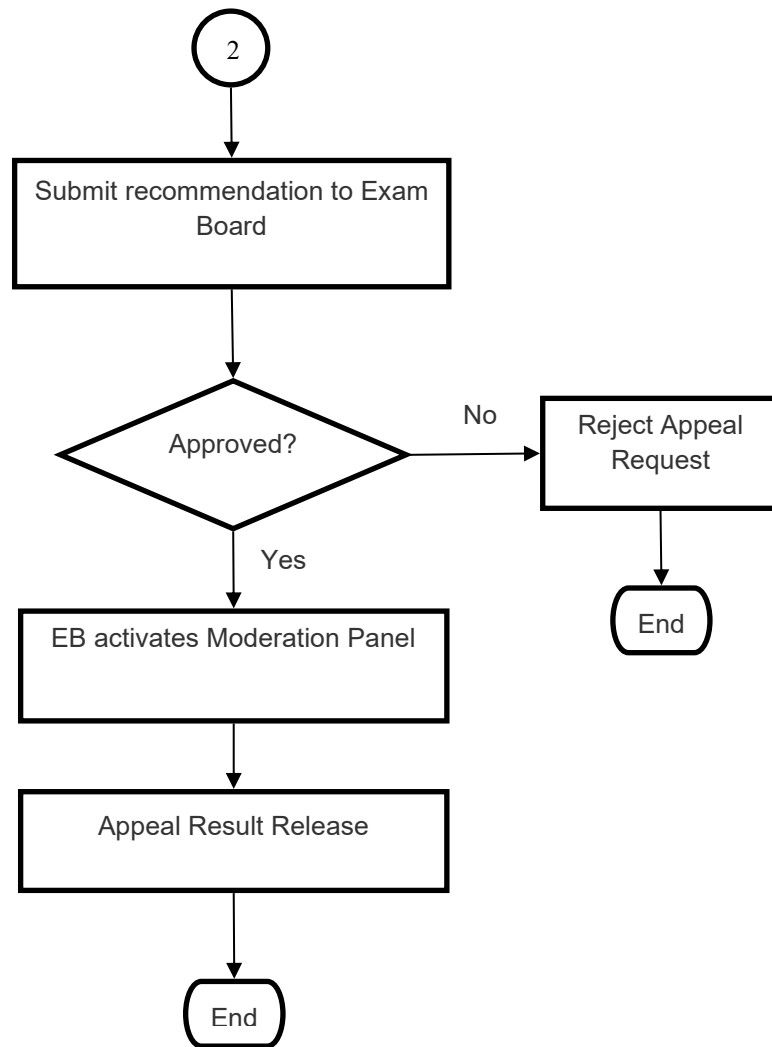 2
Submit recommendation to Exam
Board
Approved?
No
Reject Appeal
Request
Yes
End
EB activates Moderation Panel
Appeal Result Release
End